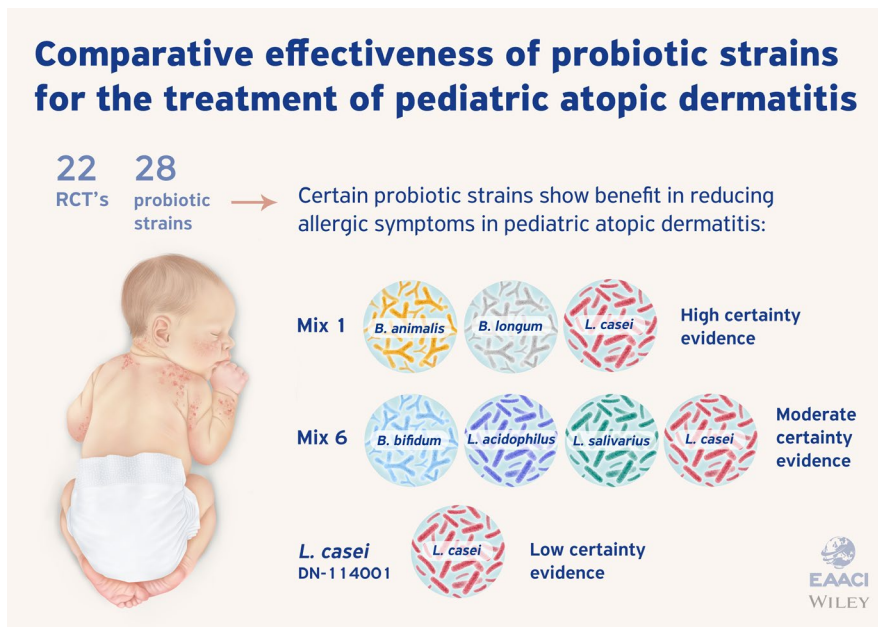 Comparative effectiveness of probiotic strains
for the treatment of pediatric atopic dermatitis
22
RCT's
28
probiotic
strains
Certain probiotic strains show benefit in reducing
allergic symptoms in pediatric atopic dermatitis:
Mix 1
B. animalis
B. longum
L. casei
High certainty
evidence
Mix 6
B. bifidum
L. acidophilus
L. salivarius
L. casei
Moderate
certainty
evidence
L. casei
DN-114001
L. casei
Low certainty
evidence
EAACI
WILEY